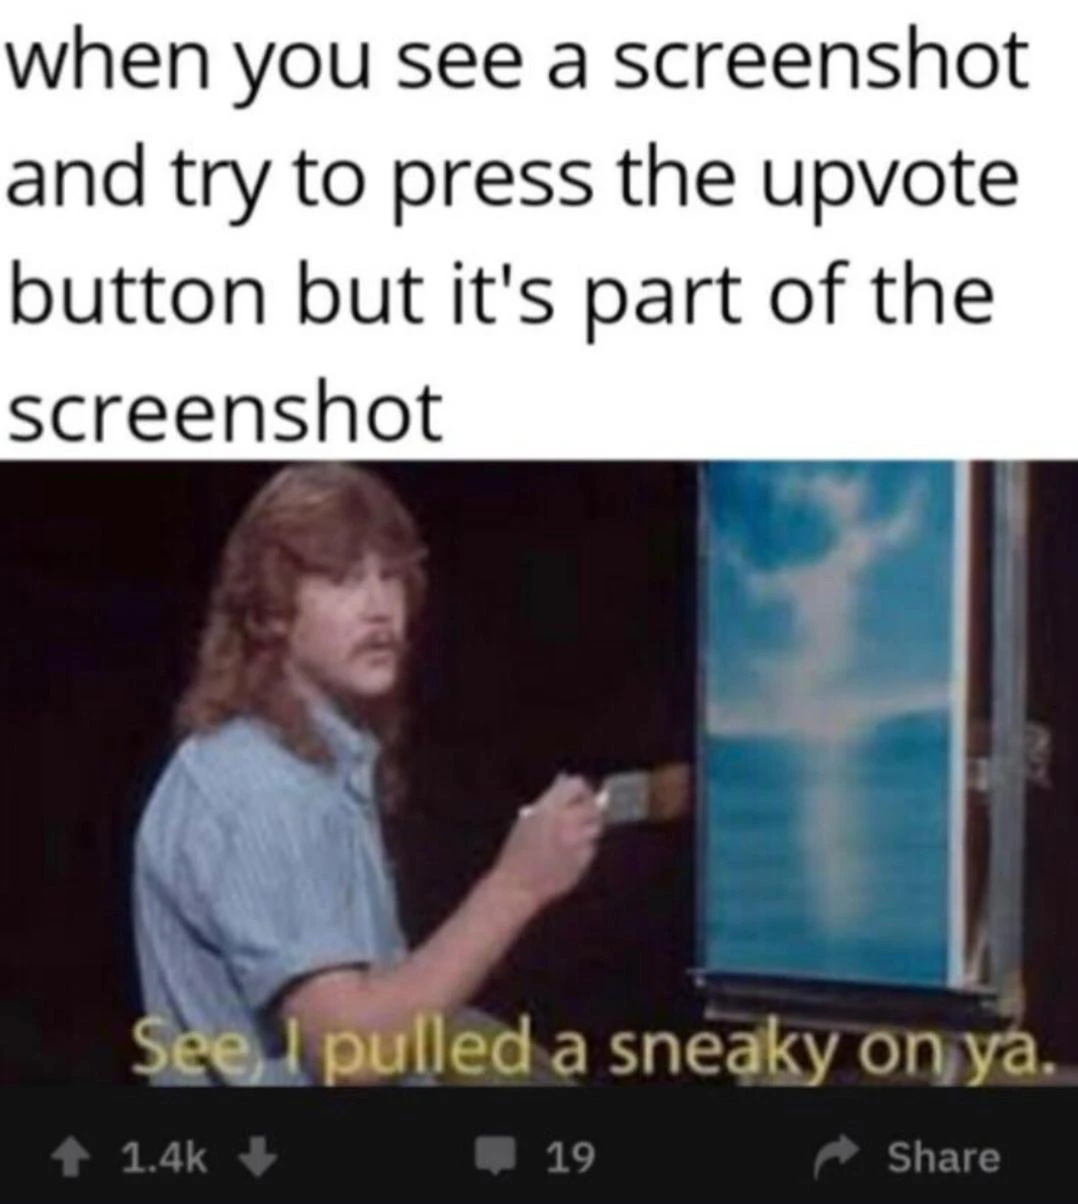 when you see a screenshot
and try to press the upvote
button but it's part of the
screenshot
See, I pulled a sneaky on ya.
1.4k 19 Share